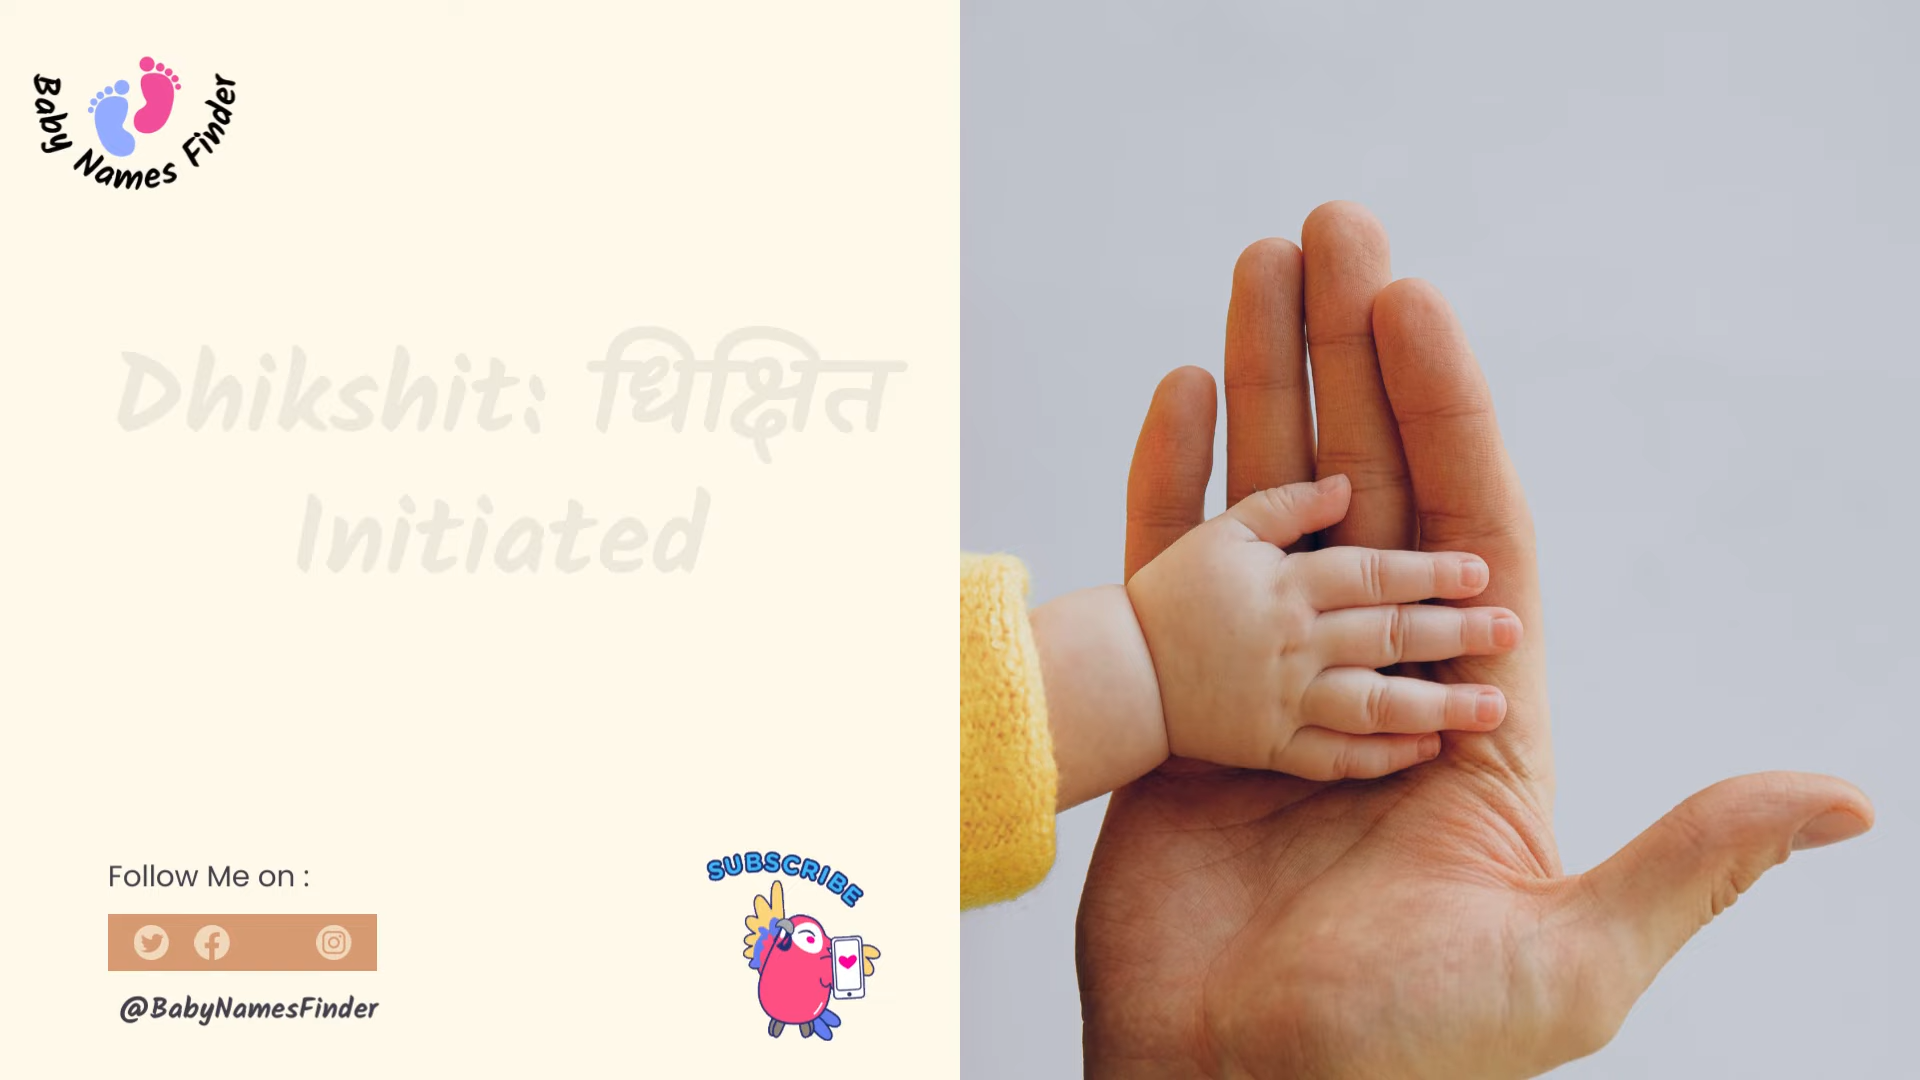 Baby Names Finder
Dhikshit: धिक्षित
Initiated
Follow Me on :
@BabyNamesFinder
SUBSCRIBE